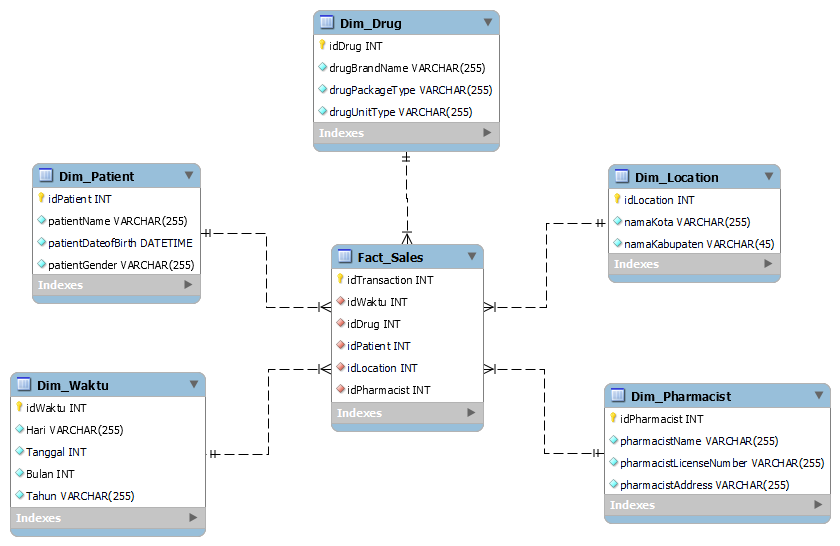 Dim_Drug
idDrug INT
drugBrandName VARCHAR(255)
drugPackageType VARCHAR(255)
drugUnitType VARCHAR(255)
Indexes
Dim_Patient
idPatient INT
patientName VARCHAR(255)
patientDateofBirth DATETIME
patientGender VARCHAR(255)
Indexes
Dim_Location
idLocation INT
namaKota VARCHAR(255)
namaKabupaten VARCHAR(45)
Indexes
Fact_Sales
idTransaction INT
idWaktu INT
idDrug INT
idPatient INT
idLocation INT
idPharmacist INT
Indexes
Dim_Waktu
idWaktu INT
Hari VARCHAR(255)
Tanggal INT
Bulan INT
Tahun VARCHAR(255)
Indexes
Dim_Pharmacist
idPharmacist INT
pharmacistName VARCHAR(255)
pharmacistLicenseNumber VARCHAR(255)
pharmacistAddress VARCHAR(255)
Indexes